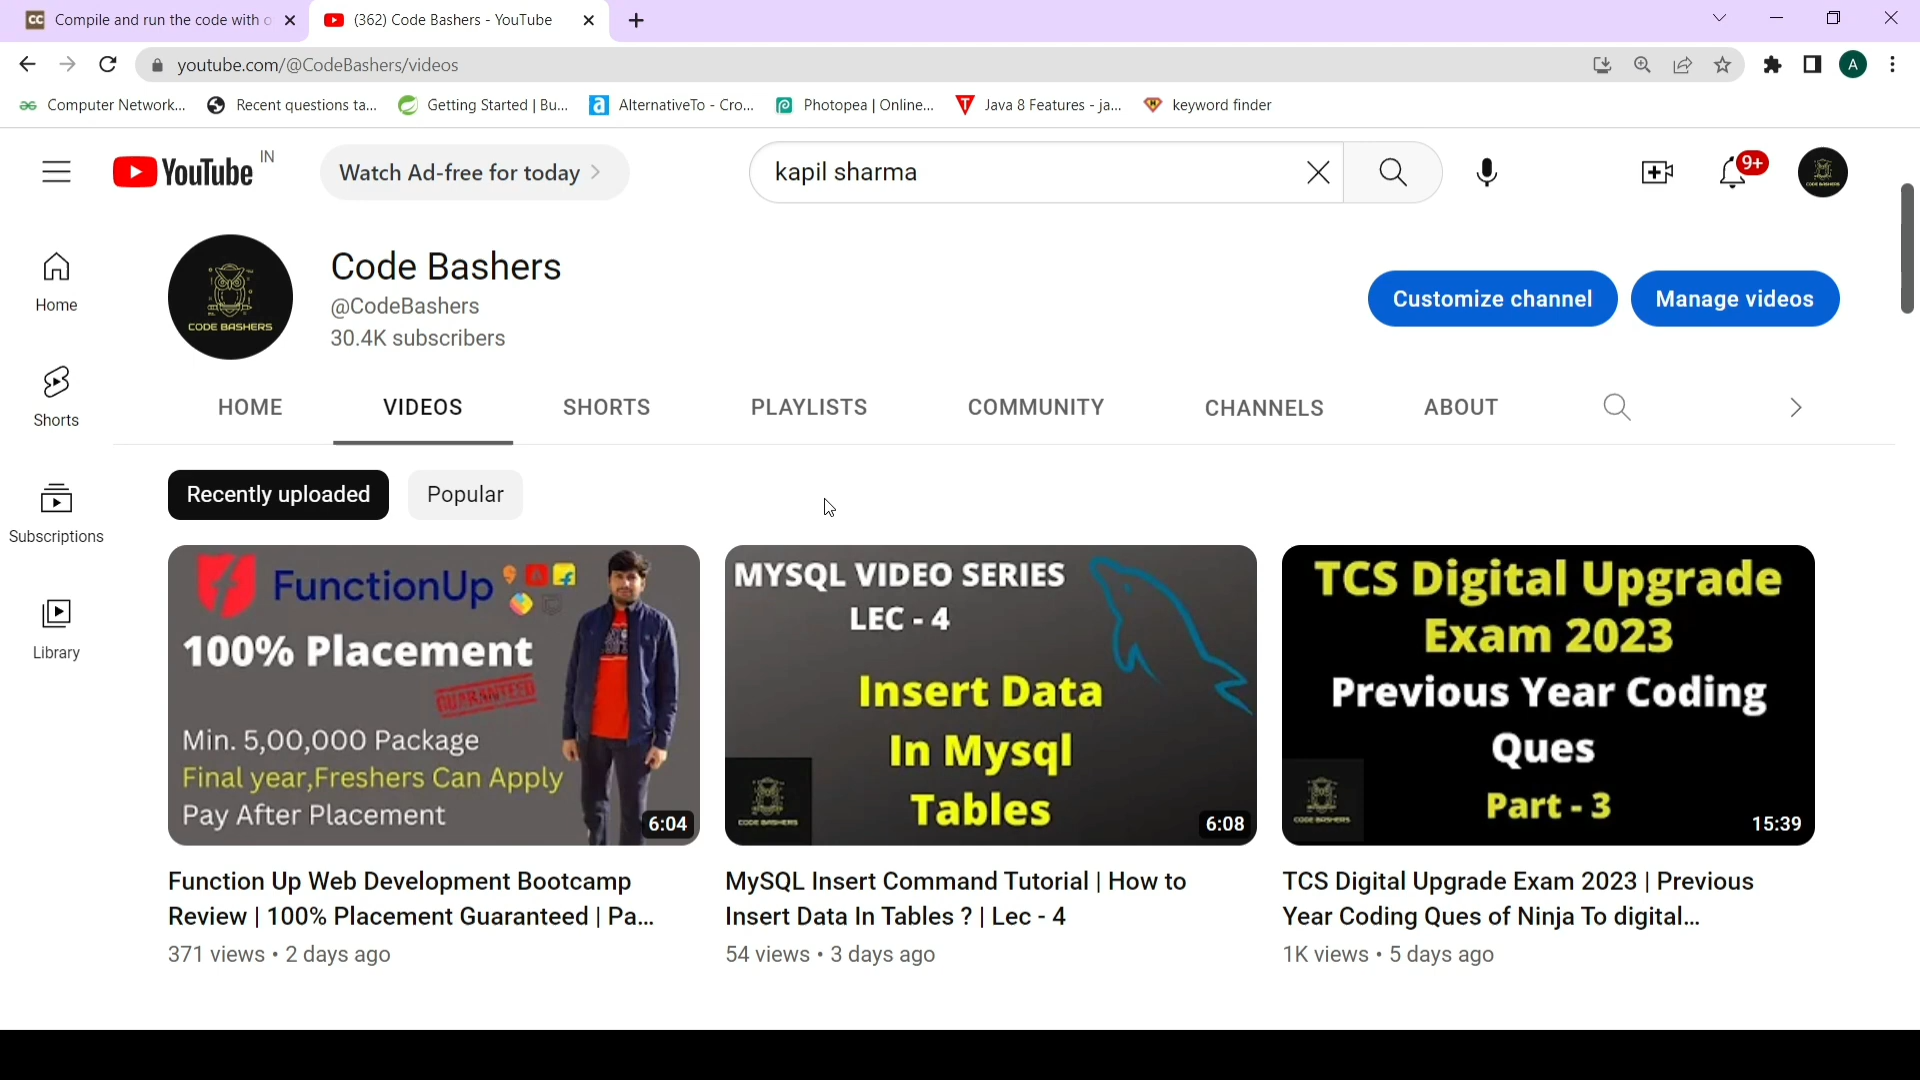 Compile and run the code with
(362) Code Bashers - YouTube
youtube.com/@CodeBashers/videos
A
Computer Network...
Recent questions ta...
Getting Started | Bu...
AlternativeTo - Cro...
Photopea | Online...
Java 8 Features - ja...
keyword finder
YouTube IN
Watch Ad-free for today
kapil sharma
9+
Code Bashers
@CodeBashers
30.4K subscribers
CODE BASHERS
Customize channel
Manage videos
Home
Shorts
Subscriptions
Library
HOME
VIDEOS
SHORTS
PLAYLISTS
COMMUNITY
CHANNELS
ABOUT
Recently uploaded
Popular
FunctionUp
100% Placement
GUARANTEED
Min. 5,00,000 Package
Final year,Freshers Can Apply
Pay After Placement
6:04
MYSQL VIDEO SERIES
LEC - 4
Insert Data
In Mysql
Tables
CODE BASHERS
6:08
TCS Digital Upgrade
Exam 2023
Previous Year Coding
Ques
Part - 3
CODE BASHERS
15:39
Function Up Web Development Bootcamp
Review | 100% Placement Guaranteed | Pa...
371 views • 2 days ago
MySQL Insert Command Tutorial | How to
Insert Data In Tables ? | Lec - 4
54 views • 3 days ago
TCS Digital Upgrade Exam 2023 | Previous
Year Coding Ques of Ninja To digital...
1K views • 5 days ago